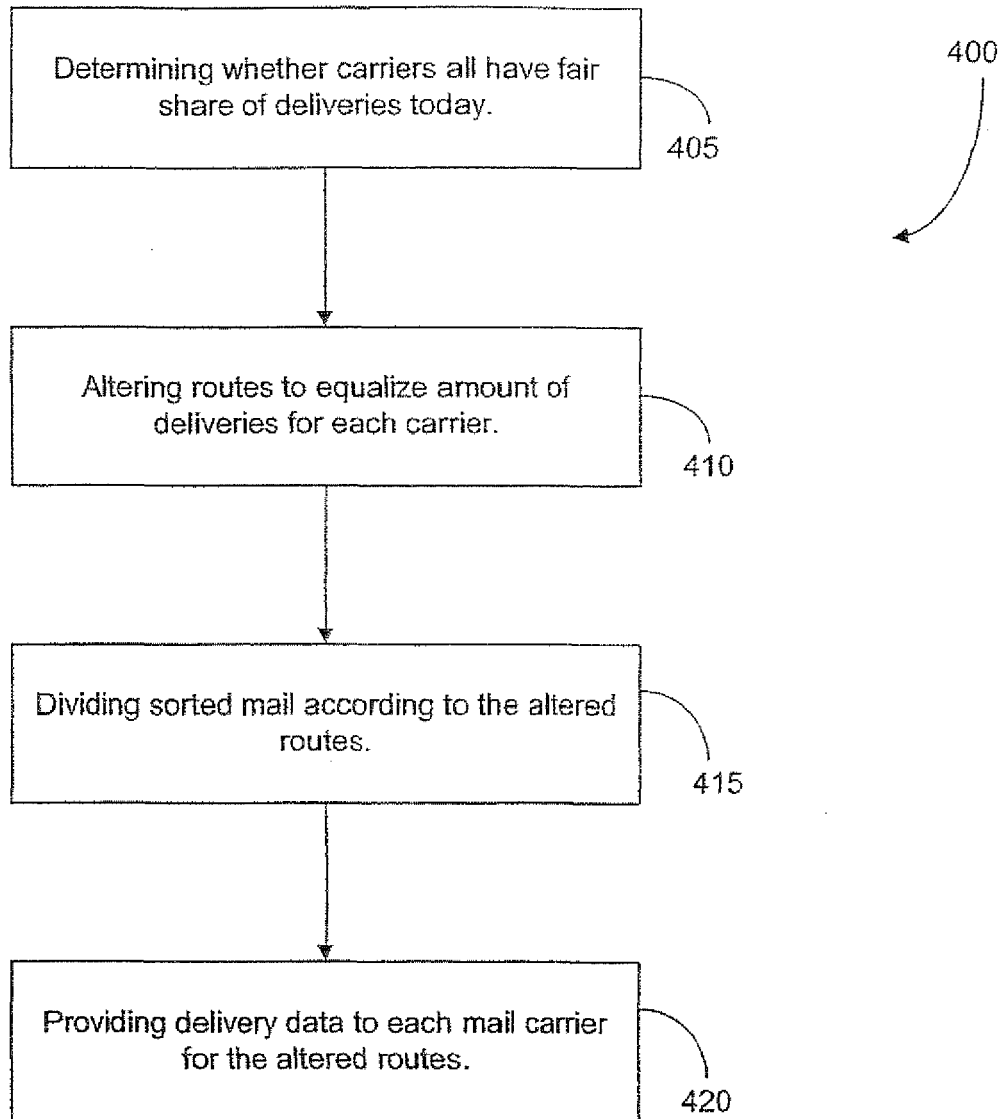 Determining whether carriers all have fair
share of deliveries today.
400
405
Altering routes to equalize amount of
deliveries for each carrier.
410
Dividing sorted mail according to the altered
routes.
415
Providing delivery data to each mail carrier
for the altered routes.
420